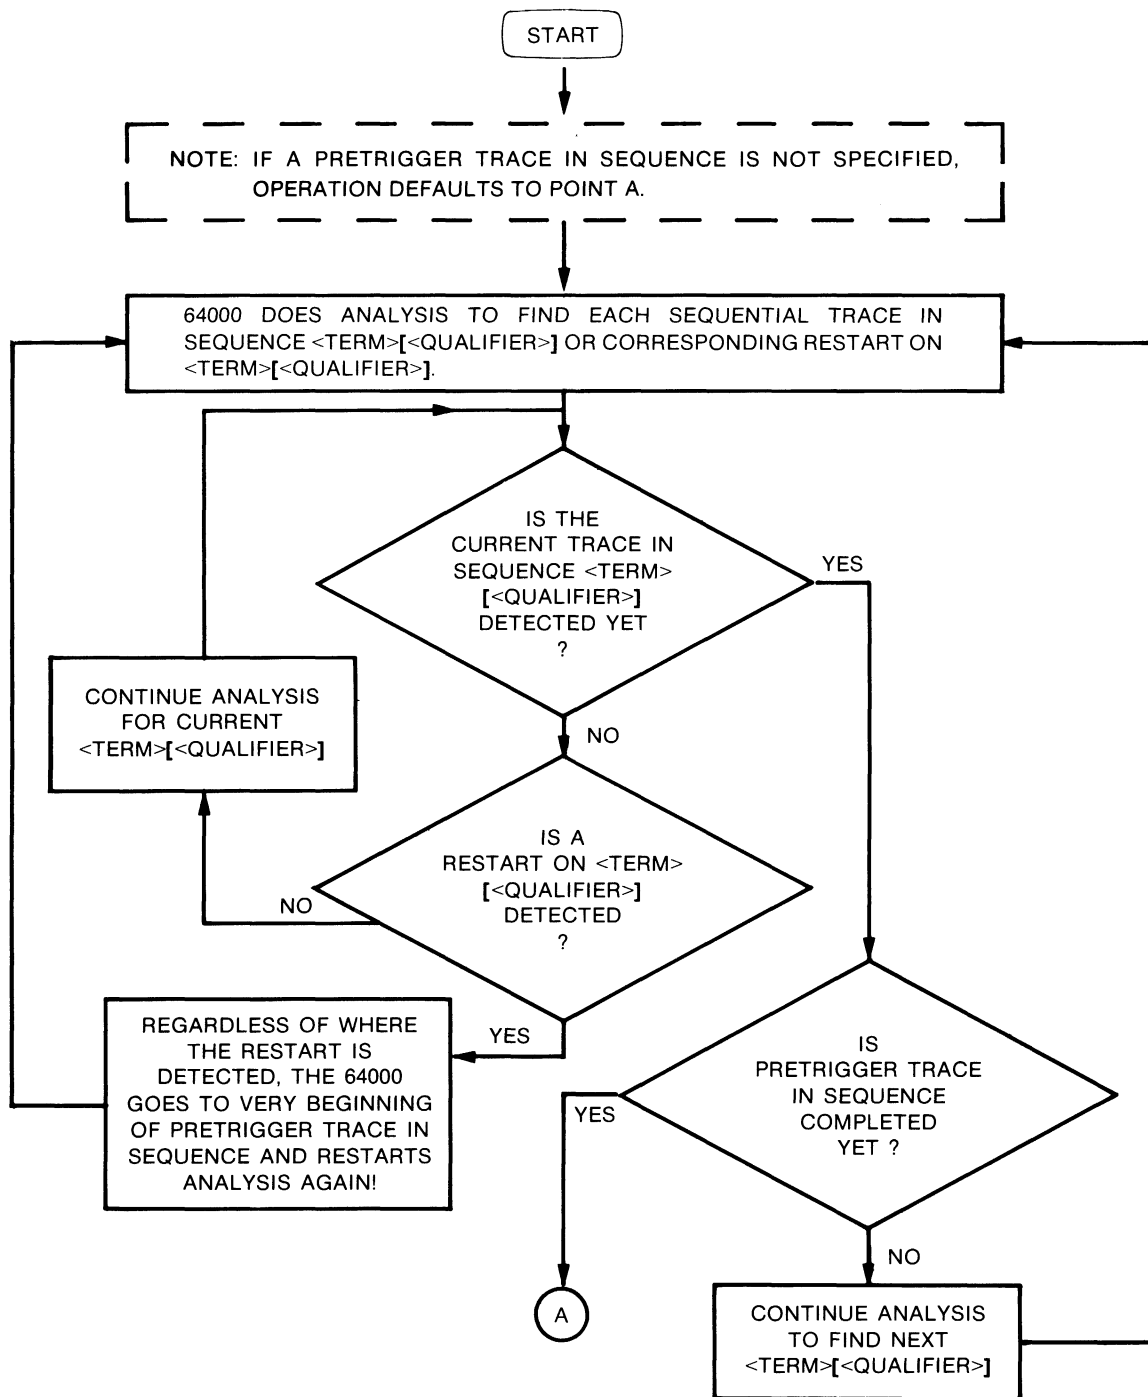 START
NOTE: IF A PRETRIGGER TRACE IN SEQUENCE IS NOT SPECIFIED,
OPERATION DEFAULTS TO POINT A.
64000 DOES ANALYSIS TO FIND EACH SEQUENTIAL TRACE IN
SEQUENCE <TERM>[<QUALIFIER>] OR CORRESPONDING RESTART ON
<TERM>[<QUALIFIER>].
IS THE
CURRENT TRACE IN
SEQUENCE <TERM>
[<QUALIFIER>]
DETECTED YET
?
YES
NO
CONTINUE ANALYSIS
FOR CURRENT
<TERM>[<QUALIFIER>]
IS A
RESTART ON <TERM>
[<QUALIFIER>]
DETECTED
?
NO
YES
REGARDLESS OF WHERE
THE RESTART IS
DETECTED, THE 64000
GOES TO VERY BEGINNING
OF PRETRIGGER TRACE IN
SEQUENCE AND RESTARTS
ANALYSIS AGAIN!
IS
PRETRIGGER TRACE
IN SEQUENCE
COMPLETED
YET ?
YES
NO
A
CONTINUE ANALYSIS
TO FIND NEXT
<TERM>[<QUALIFIER>]